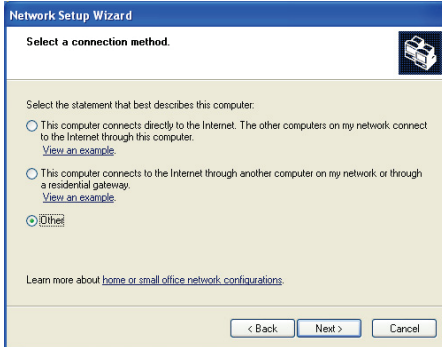 Network Setup Wizard
Select a connection method.
Select the statement that best describes this computer:
This computer connects directly to the Internet. The other computers on my network connect
to the Internet through this computer.
View an example.
This computer connects to the Internet through another computer on my network or through
a residential gateway.
View an example.
Other
Learn more about home or small office network configurations.
< Back Next > Cancel